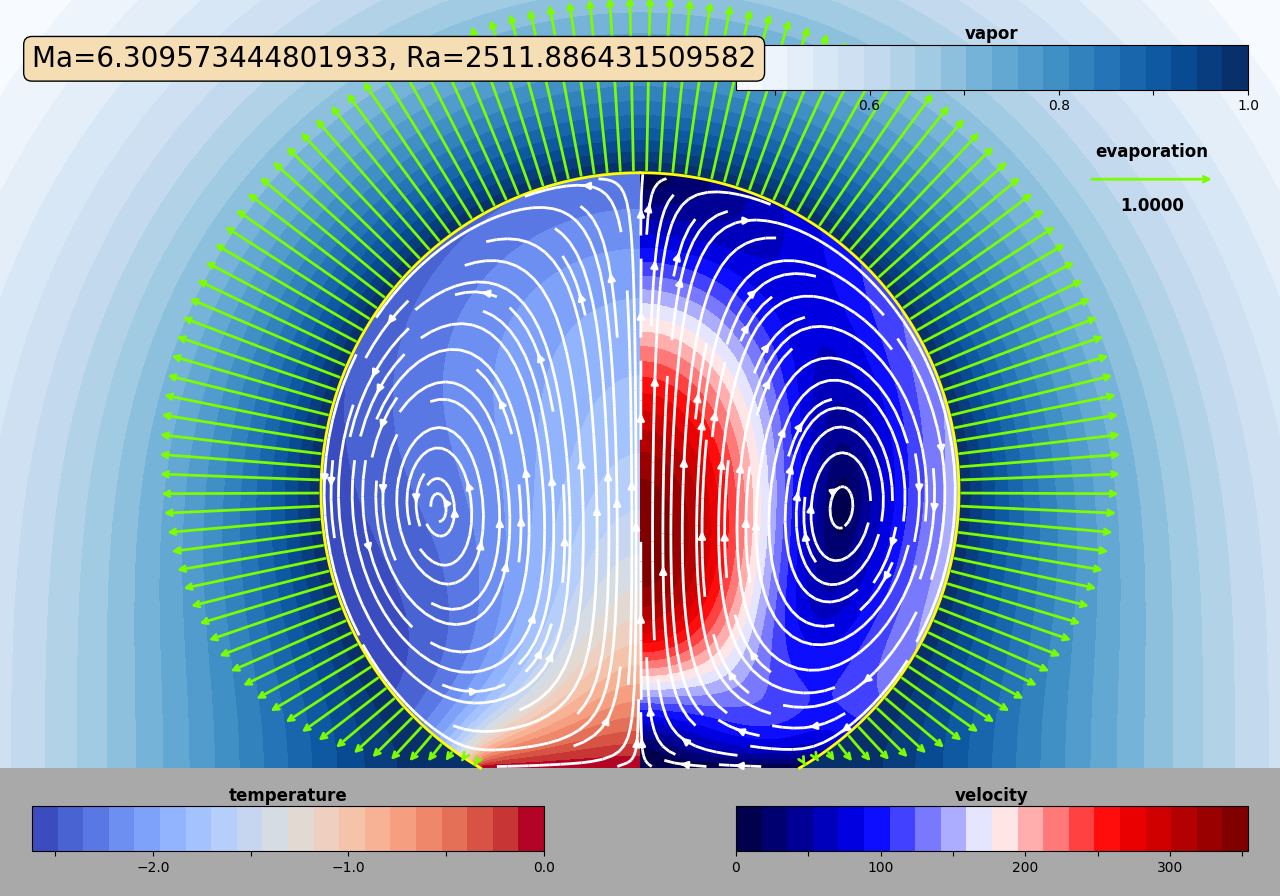 Ma=6.309573444801933, Ra=2511.886431509582
vapor
0.6 0.8 1.0
evaporation
1.0000
temperature
−2.0 −1.0 0.0
velocity
0 100 200 300